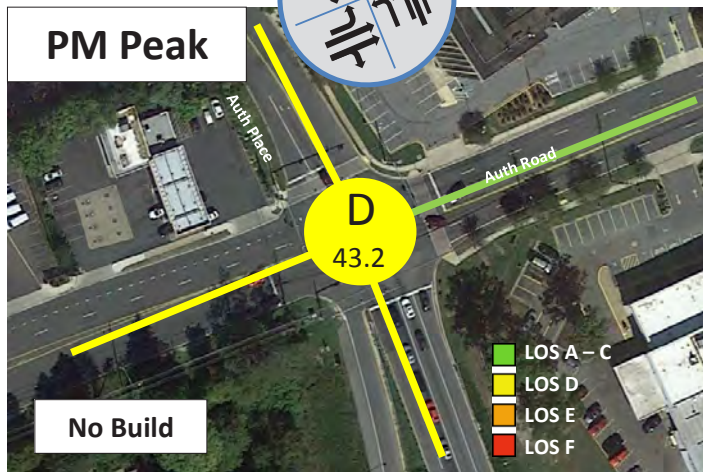 PM Peak
Auth Place
Auth Road
D
43.2
LOS A – C
LOS D
LOS E
LOS F
No Build